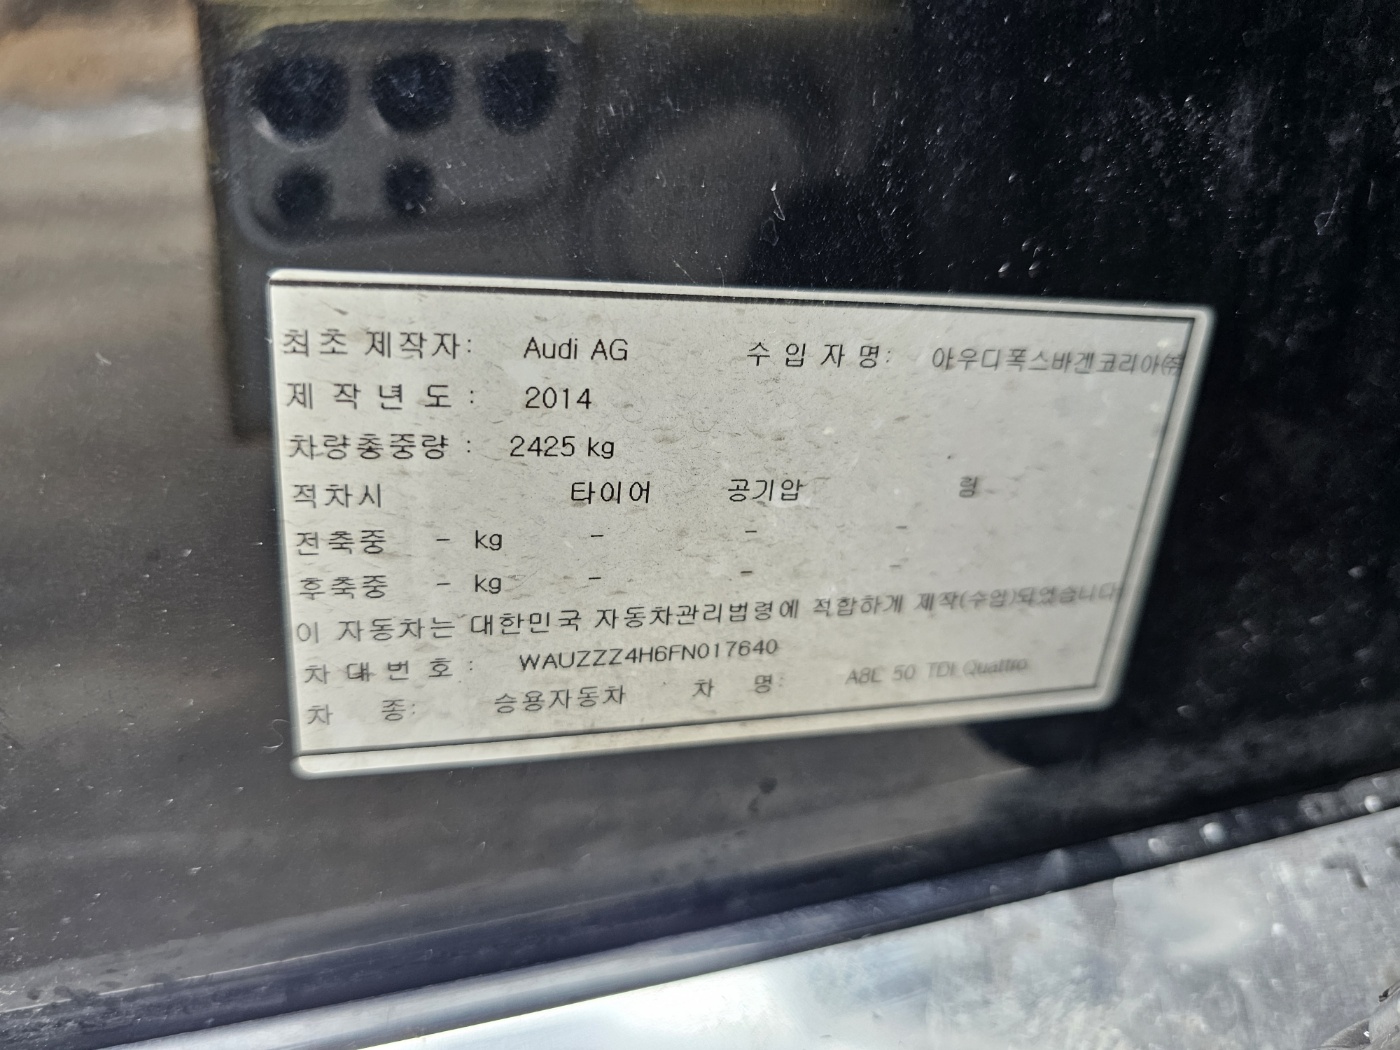 최초 제작자: Audi AG 수 입 자 명: 아우디폭스바겐코리아㈜
제 작 년 도 : 2014
차량총중량 : 2425 kg
적차시 타이어 공기압 림
전축중 - kg - - -
후축중 - kg - - -
이 자동차는 대한민국 자동차관리법령에 적합하게 제작(수입)되었습니다
차 대 번 호 : WAUZZZ4H6FN017640
차 종: 승용자동차 차 명: A8L 50 TDI Quattro